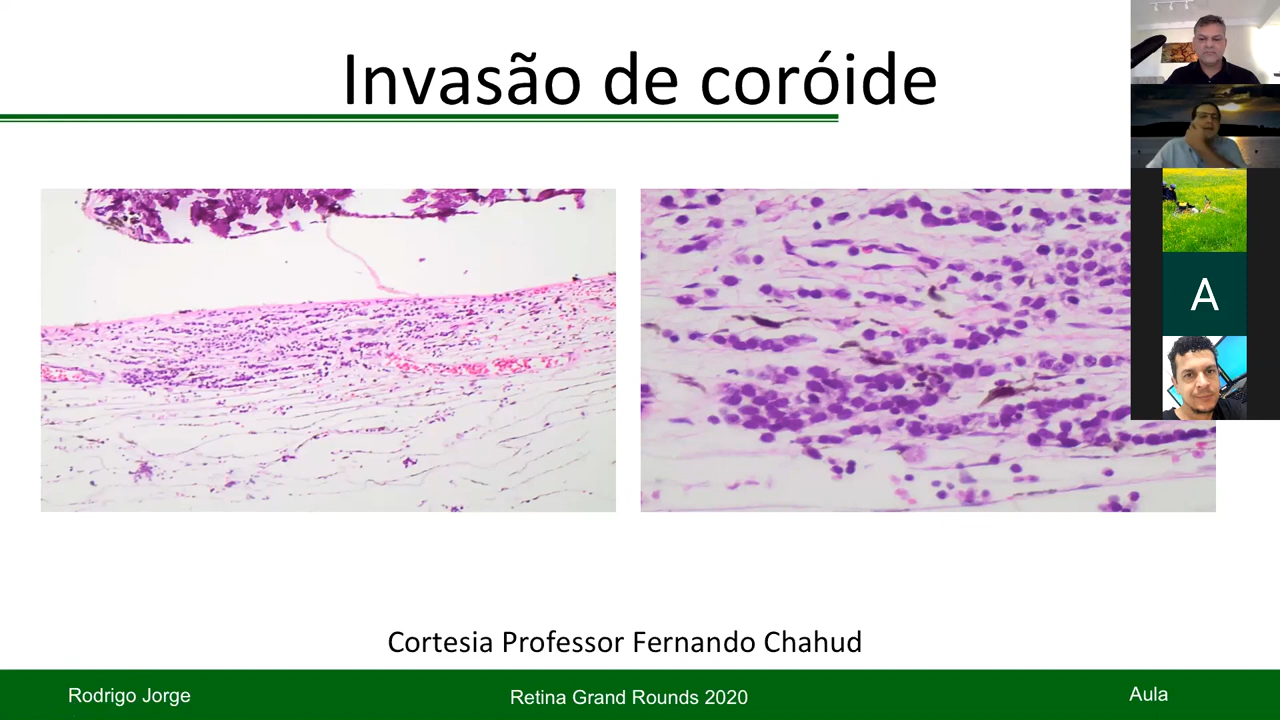 Invasão de coróide
A
Cortesia Professor Fernando Chahud
Rodrigo Jorge
Retina Grand Rounds 2020
Aula